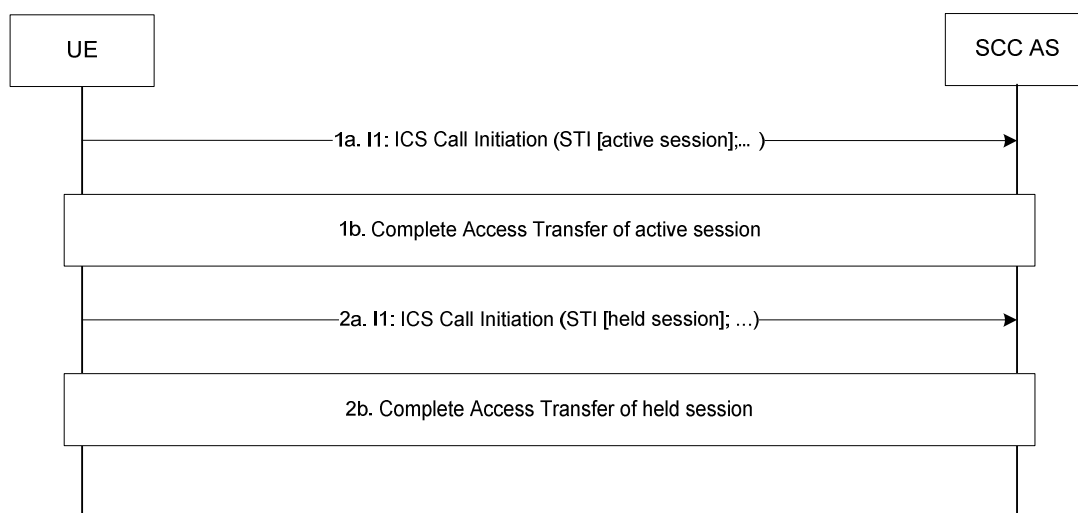 UE
SCC AS
1a. I1: ICS Call Initiation (STI [active session];... )
1b. Complete Access Transfer of active session
2a. I1: ICS Call Initiation (STI [held session]; ...)
2b. Complete Access Transfer of held session